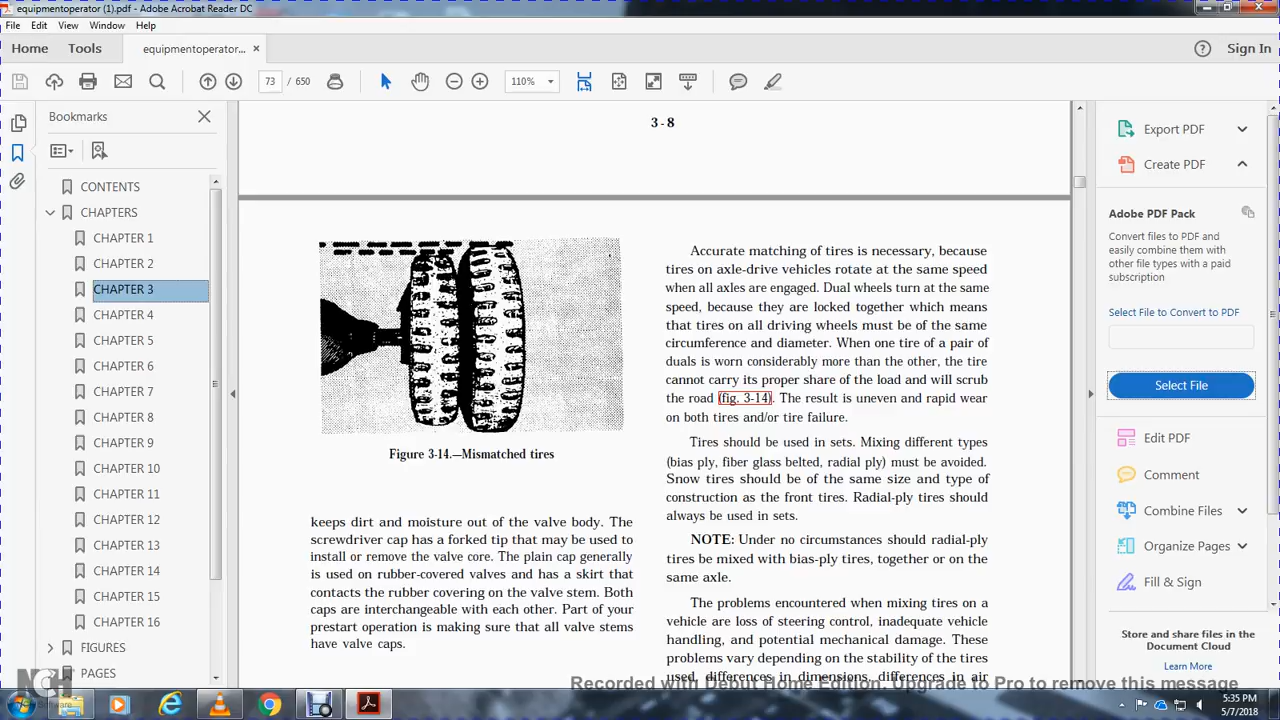 equipmentoperator (1).pdf - Adobe Acrobat Reader DC
File Edit View Window Help
Home Tools equipmentoperator... × Sign In
73 / 650 110%
Bookmarks
CONTENTS
CHAPTERS
CHAPTER 1
CHAPTER 2
CHAPTER 3
CHAPTER 4
CHAPTER 5
CHAPTER 6
CHAPTER 7
CHAPTER 8
CHAPTER 9
CHAPTER 10
CHAPTER 11
CHAPTER 12
CHAPTER 13
CHAPTER 14
CHAPTER 15
CHAPTER 16
FIGURES
PAGES
3-8
Figure 3-14.—Mismatched tires
keeps dirt and moisture out of the valve body. The
screwdriver cap has a forked tip that may be used to
install or remove the valve core. The plain cap generally
is used on rubber-covered valves and has a skirt that
contacts the rubber covering on the valve stem. Both
caps are interchangeable with each other. Part of your
prestart operation is making sure that all valve stems
have valve caps.
Accurate matching of tires is necessary, because
tires on axle-drive vehicles rotate at the same speed
when all axles are engaged. Dual wheels turn at the same
speed, because they are locked together which means
that tires on all driving wheels must be of the same
circumference and diameter. When one tire of a pair of
duals is worn considerably more than the other, the tire
cannot carry its proper share of the load and will scrub
the road (fig. 3-14). The result is uneven and rapid wear
on both tires and/or tire failure.
Tires should be used in sets. Mixing different types
(bias ply, fiber glass belted, radial ply) must be avoided.
Snow tires should be of the same size and type of
construction as the front tires. Radial-ply tires should
always be used in sets.
NOTE: Under no circumstances should radial-ply
tires be mixed with bias-ply tires, together or on the
same axle.
The problems encountered when mixing tires on a
vehicle are loss of steering control, inadequate vehicle
handling, and potential mechanical damage. These
problems vary depending on the stability of the tires
used, differences in dimensions, differences in air
Export PDF
Create PDF
Adobe PDF Pack
Convert files to PDF and
easily combine them with
other file types with a paid
subscription
Select File to Convert to PDF
Select File
Edit PDF
Comment
Combine Files
Organize Pages
Fill & Sign
Store and share files in the
Document Cloud
Learn More
Recorded with Debut Home Edition. Upgrade to Pro to remove this message
NCH
Software
5:35 PM
5/7/2018